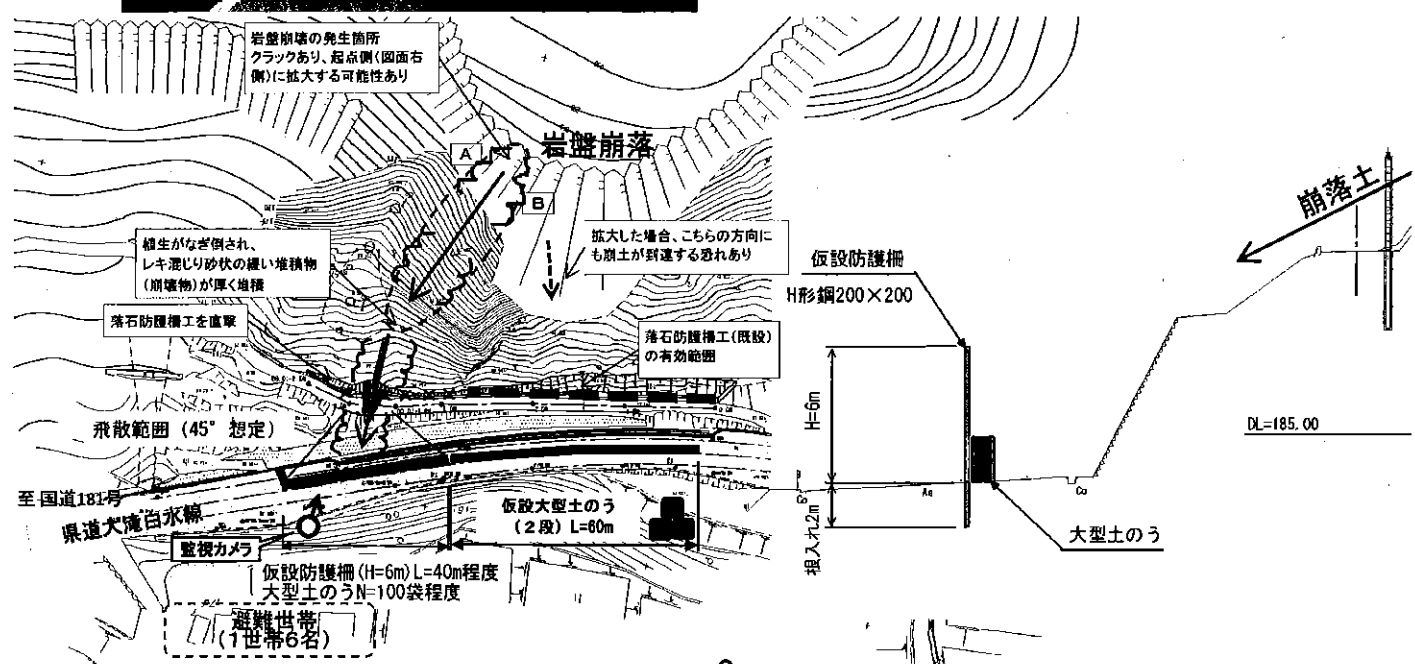 岩盤崩壊の発生箇所
クラックあり、起点側(図面右
側)に拡大する可能性あり
A
岩盤崩落
B
植生がなぎ倒され、
レキ混じり砂状の緩い堆積物
(崩壊物)が厚く堆積
拡大した場合、こちらの方向に
も崩土が到達する恐れあり
落石防護柵工を直撃
落石防護柵工(既設)
の有効範囲
飛散範囲(45°想定)
至国道181号
県道大滝白水線
監視カメラ
仮設大型土のう
(2段)L=60m
仮設防護柵(H=6m)L=40m程度
大型土のうN=100袋程度
避難世帯
(1世帯6名)
崩落土
仮設防護柵
H形鋼200×200
H=6m
根入れ2m
DL=185.00
Co
As
Co
大型土のう